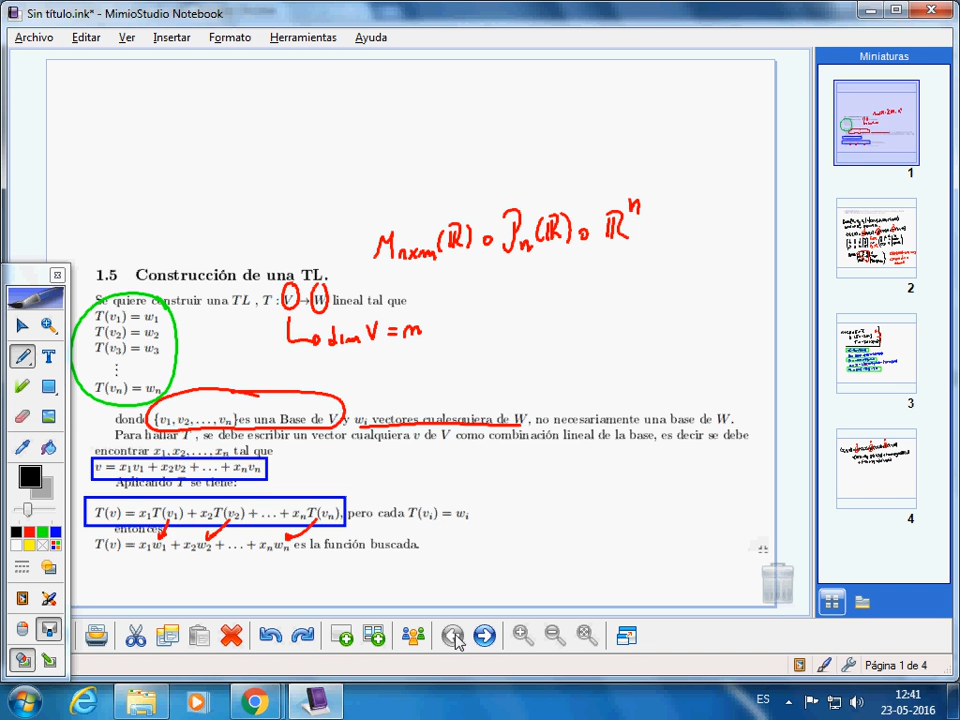 Sin título.ink* - MimioStudio Notebook
Archivo Editar Ver Insertar Formato Herramientas Ayuda
Miniaturas
1
2
3
4
M_{n×m}(ℝ) o P_n(ℝ) o ℝ^n
1.5 Construcción de una TL.
Se quiere construir una TL , T : V → W lineal tal que
T(v₁) = w₁
T(v₂) = w₂
T(v₃) = w₃
⋮
T(vₙ) = wₙ
dim V = n
donde {v₁, v₂, . . . , vₙ}es una Base de V y wᵢ vectores cualesquiera de W, no necesariamente una base de W.
Para hallar T , se debe escribir un vector cualquiera v de V como combinación lineal de la base, es decir se debe
encontrar x₁, x₂, . . . , xₙ tal que
v = x₁v₁ + x₂v₂ + . . . + xₙvₙ
Aplicando T se tiene:
T(v) = x₁T(v₁) + x₂T(v₂) + . . . + xₙT(vₙ), pero cada T(vᵢ) = wᵢ
entonces
T(v) = x₁w₁ + x₂w₂ + . . . + xₙwₙ es la función buscada.
Página 1 de 4
ES
12:41
23-05-2016